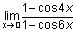 lim 1-cos4x
x→0 1-cos6x